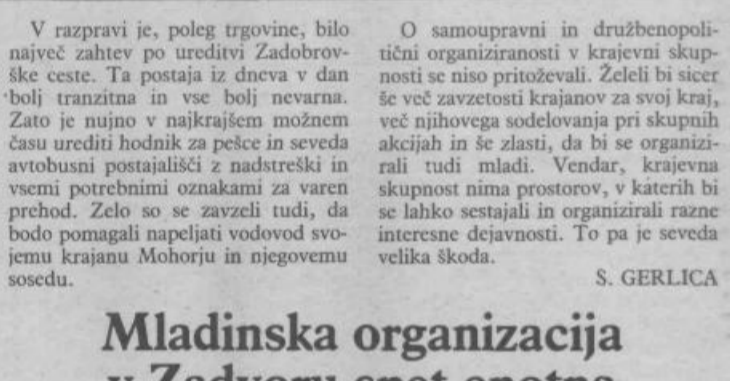 V razpravi je, poleg trgovine, bilo
največ zahtev po ureditvi Zadobrov-
ške ceste. Ta postaja iz dneva v dan
bolj tranzitna in vse bolj nevarna.
Zato je nujno v najkrajšem možnem
času urediti hodnik za pešce in seveda
avtobusni postajališči z nadstreški in
vsemi potrebnimi oznakami za varen
prehod. Zelo so se zavzeli tudi, da
bodo pomagali napeljati vodovod svo-
jemu krajanu Mohorju in njegovemu
sosedu.
O samoupravni in družbenopoli-
tični organiziranosti v krajevni skup-
nosti se niso pritoževali. Želeli bi sicer
še več zavzetosti krajanov za svoj kraj,
več njihovega sodelovanja pri skupnih
akcijah in še zlasti, da bi se organizi-
rali tudi mladi. Vendar, krajevna
skupnost nima prostorov, v katerih bi
se lahko sestajali in organizirali razne
interesne dejavnosti. To pa je seveda
velika škoda.
S. GERLICA
Mladinska organizacija
v Zadvoru spet enotna